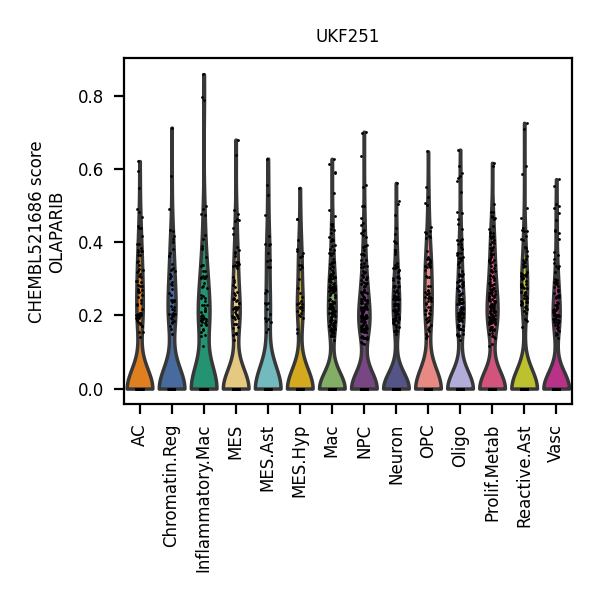 UKF251
CHEMBL521686 score
OLAPARIB
0.8
0.6
0.4
0.2
0.0
AC
Chromatin.Reg
Inflammatory.Mac
MES
MES.Ast
MES.Hyp
Mac
NPC
Neuron
OPC
Oligo
Prolif.Metab
Reactive.Ast
Vasc